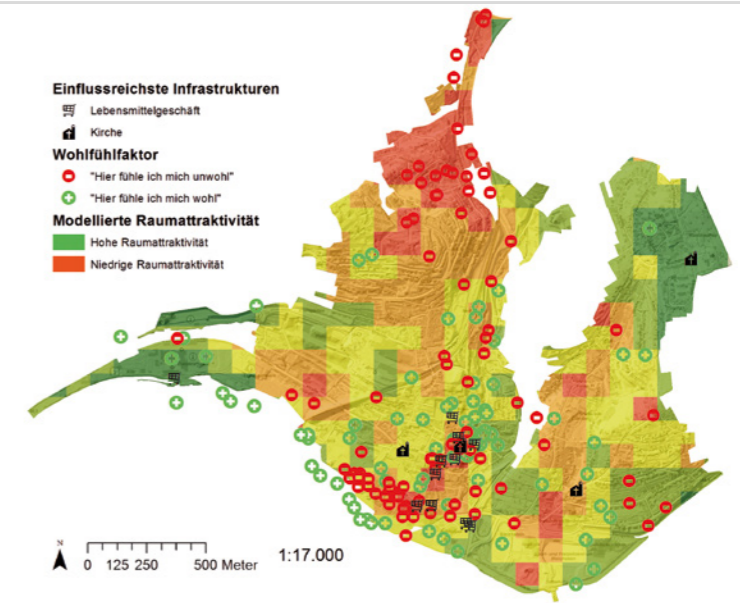 Einflussreichste Infrastrukturen
Lebensmittelgeschäft
Kirche
Wohlfühlfaktor
"Hier fühle ich mich unwohl"
"Hier fühle ich mich wohl"
Modellierte Raumattraktivität
Hohe Raumattraktivität
Niedrige Raumattraktivität
N
0 125 250 500 Meter
1:17.000